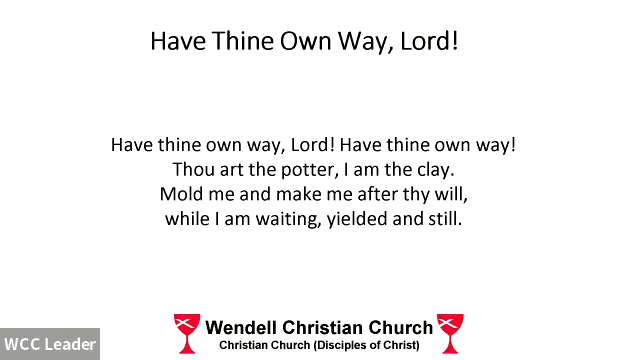 Have Thine Own Way, Lord!
Have thine own way, Lord! Have thine own way!
Thou art the potter, I am the clay.
Mold me and make me after thy will,
while I am waiting, yielded and still.
Wendell Christian Church
Christian Church (Disciples of Christ)
WCC Leader